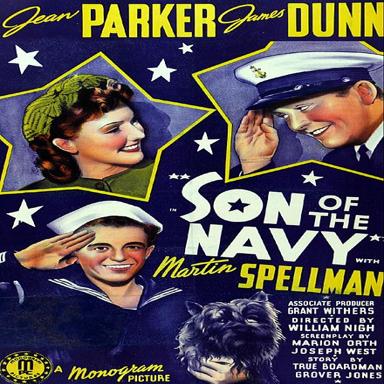 Jean PARKER James DUNN
"SON OF
IN THE
NAVY"
WITH
Martin SPELLMAN
ASSOCIATE PRODUCER
GRANT WITHERS
DIRECTED BY
WILLIAM NIGH
SCREENPLAY BY
MARION ORTH
JOSEPH WEST
STORY BY
TRUE BOARDMAN
GROVER JONES
A Monogram
PICTURE